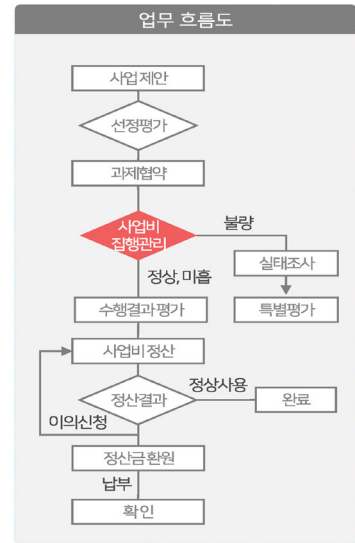 업무 흐름도
사업 제안
선정평가
과제협약
사업비
집행관리
불량
실태조사
특별평가
정상, 미흡
수행결과 평가
사업비 정산
정산결과
정상사용
완료
이의신청
정산금 환원
납부
확인